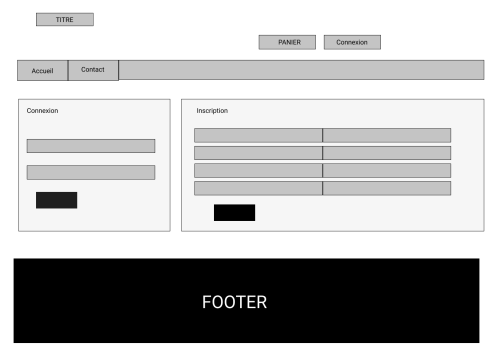 TITRE
PANIER
Connexion
Accueil
Contact
Connexion
Inscription
FOOTER